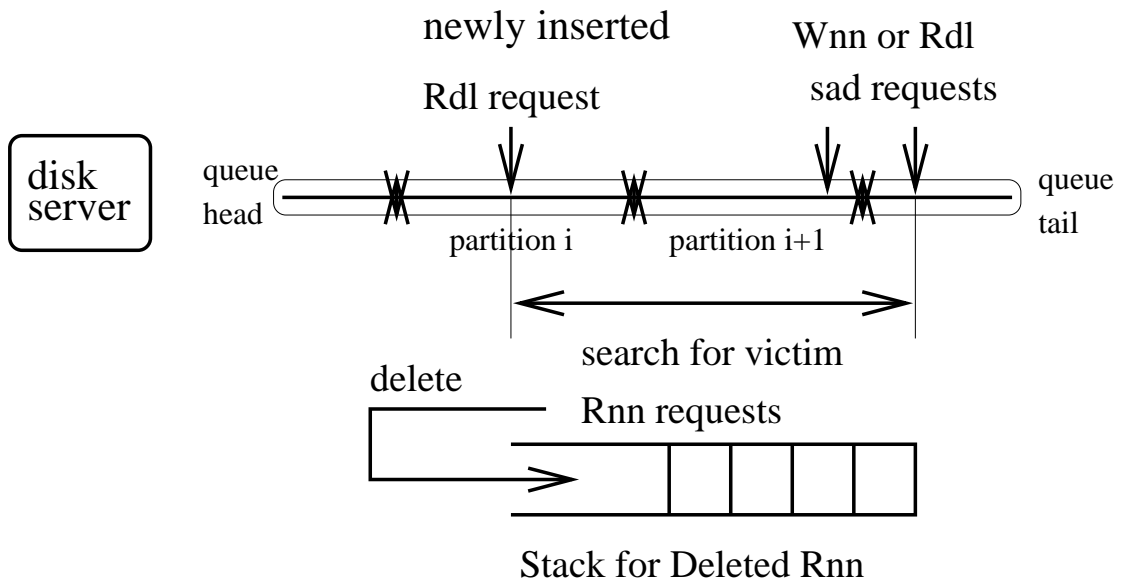 newly inserted
Rdl request
Wnn or Rdl
sad requests
disk
server
queue
head
queue
tail
partition i
partition i+1
search for victim
Rnn requests
delete
Stack for Deleted Rnn